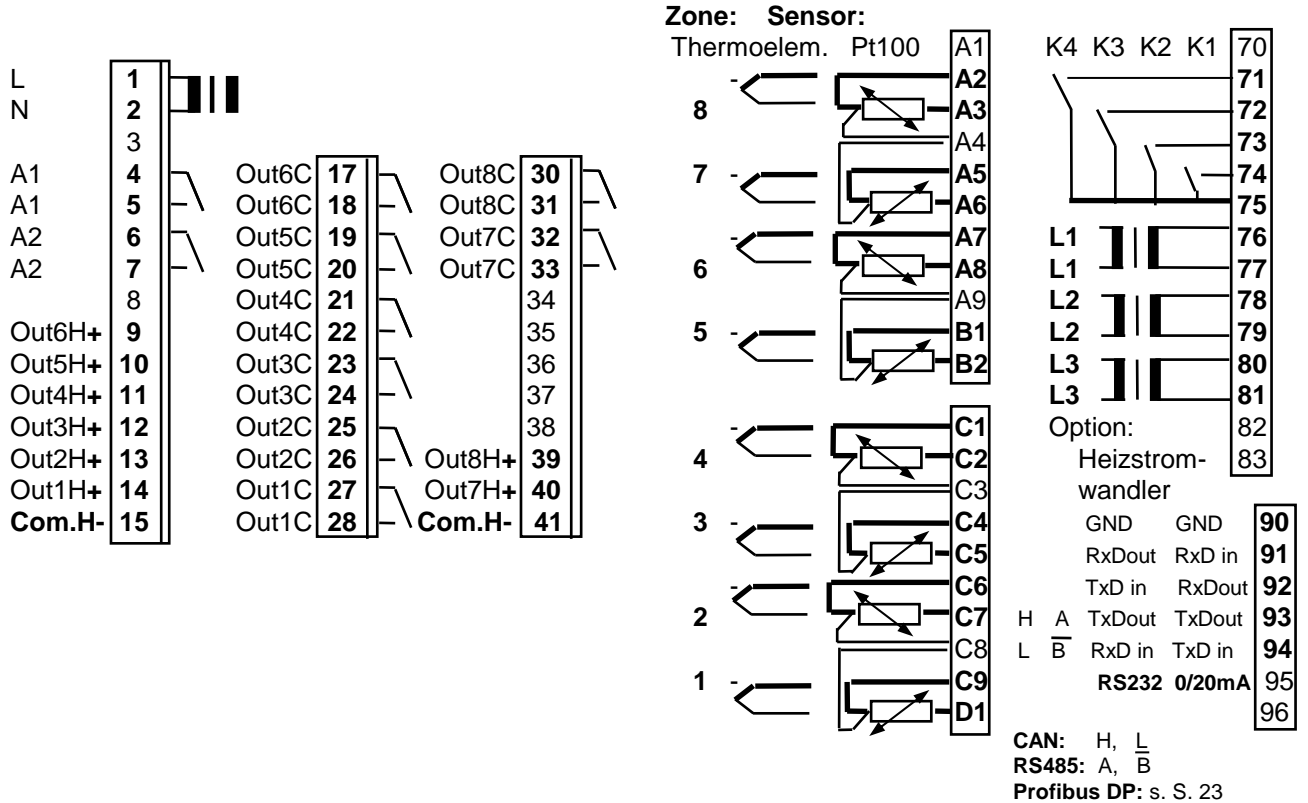 Zone: Sensor:
Thermoelem. Pt100 A1
- A2
8 A3
A4
7 - A5
A6
- A7
6 A8
A9
5 - B1
B2
- C1
4 C2
C3
3 - C4
C5
- C6
2 C7
C8
1 - C9
D1
L 1
N 2
3
A1 4
A1 5
A2 6
A2 7
8
Out6H+ 9
Out5H+ 10
Out4H+ 11
Out3H+ 12
Out2H+ 13
Out1H+ 14
Com.H- 15
Out6C 17
Out6C 18
Out5C 19
Out5C 20
Out4C 21
Out4C 22
Out3C 23
Out3C 24
Out2C 25
Out2C 26
Out1C 27
Out1C 28
Out8C 30
Out8C 31
Out7C 32
Out7C 33
34
35
36
37
38
Out8H+ 39
Out7H+ 40
Com.H- 41
K4 K3 K2 K1 70
71
72
73
74
75
L1 76
L1 77
L2 78
L2 79
L3 80
L3 81
Option: 82
Heizstrom- 83
wandler
GND GND 90
RxDout RxD in 91
TxD in RxDout 92
H A TxDout TxDout 93
L B̅ RxD in TxD in 94
RS232 0/20mA 95
96
CAN: H, L
RS485: A, B̅
Profibus DP: s. S. 23